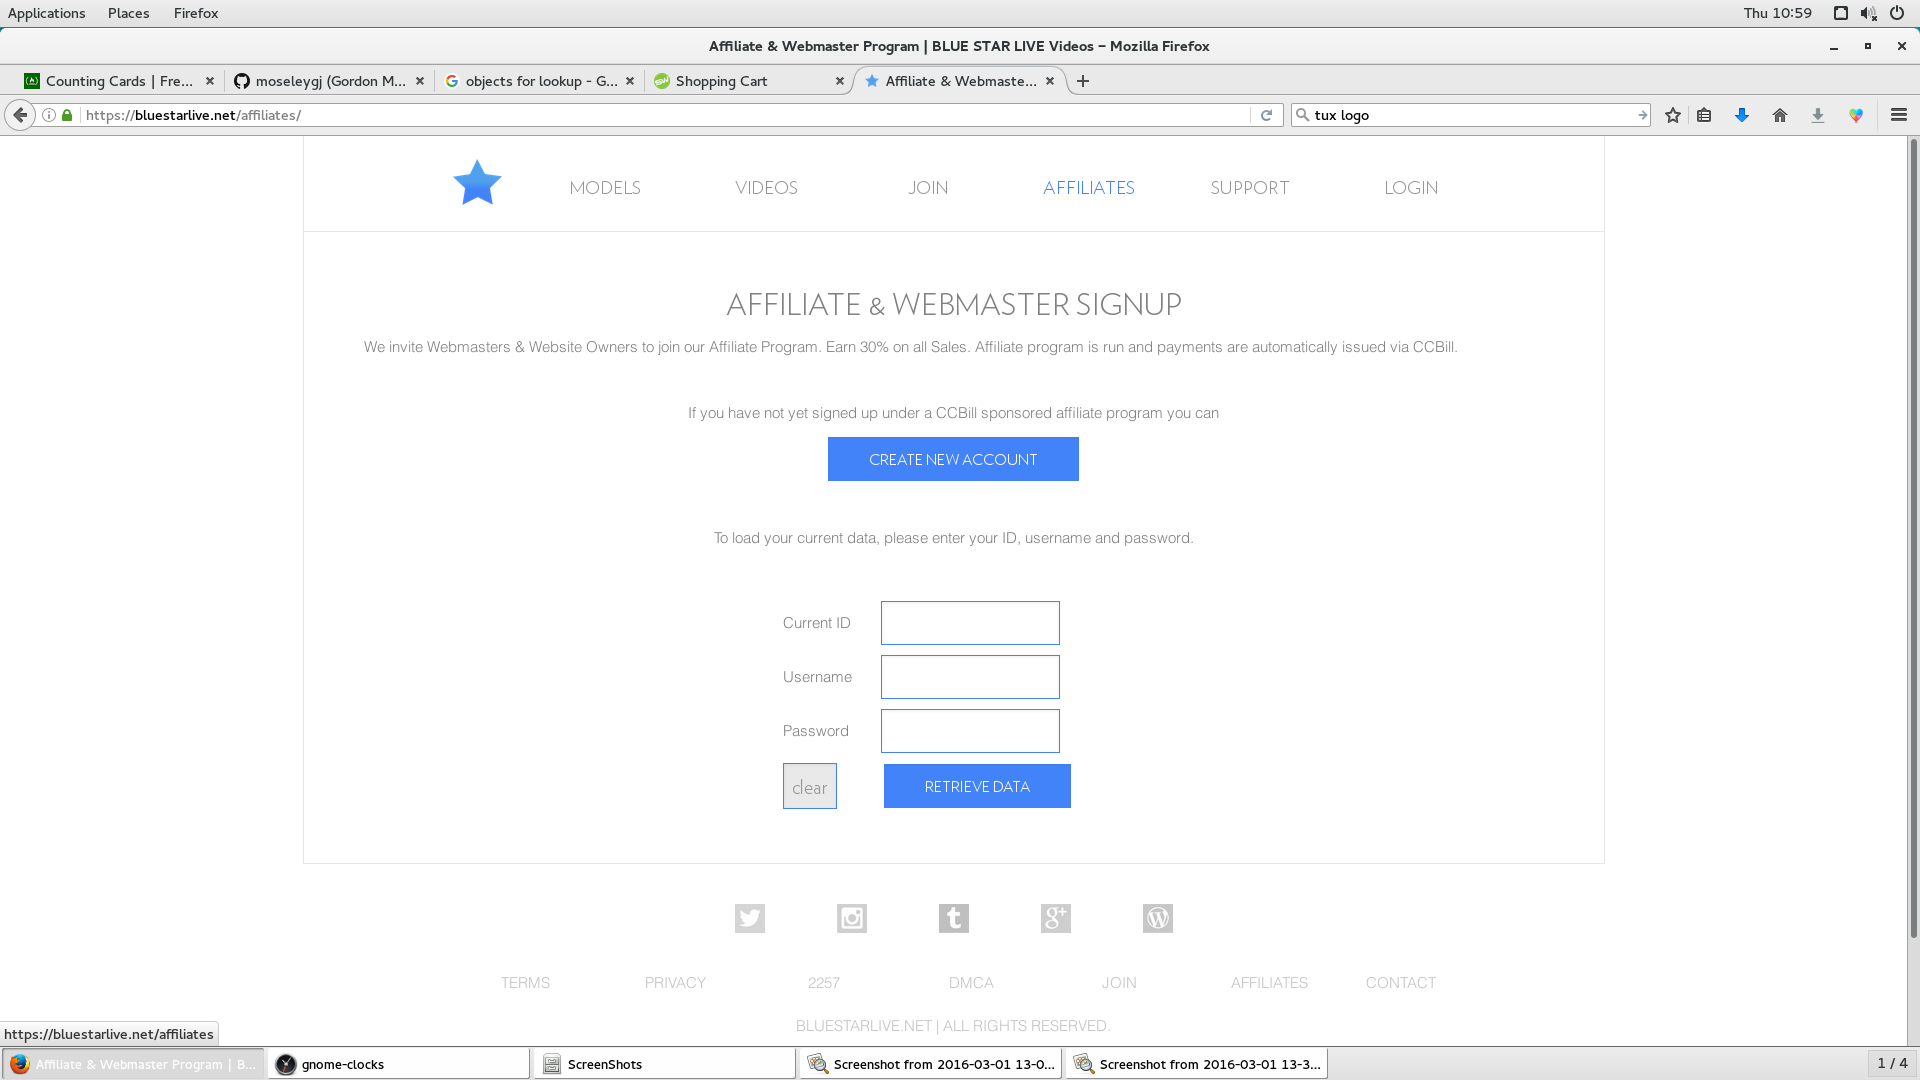 Applications Places Firefox Thu 10:59
Affiliate & Webmaster Program | BLUE STAR LIVE Videos – Mozilla Firefox
Counting Cards | Fre... moseleygj (Gordon M... objects for lookup - G... Shopping Cart Affiliate & Webmaste...
https://bluestarlive.net/affiliates/ tux logo
MODELS VIDEOS JOIN AFFILIATES SUPPORT LOGIN
AFFILIATE & WEBMASTER SIGNUP
We invite Webmasters & Website Owners to join our Affiliate Program. Earn 30% on all Sales. Affiliate program is run and payments are automatically issued via CCBill.
If you have not yet signed up under a CCBill sponsored affiliate program you can
CREATE NEW ACCOUNT
To load your current data, please enter your ID, username and password.
Current ID
Username
Password
clear RETRIEVE DATA
TERMS PRIVACY 2257 DMCA JOIN AFFILIATES CONTACT
BLUESTARLIVE.NET | ALL RIGHTS RESERVED.
https://bluestarlive.net/affiliates
Affiliate & Webmaster Program | B... gnome-clocks ScreenShots Screenshot from 2016-03-01 13-0... Screenshot from 2016-03-01 13-3... 1 / 4